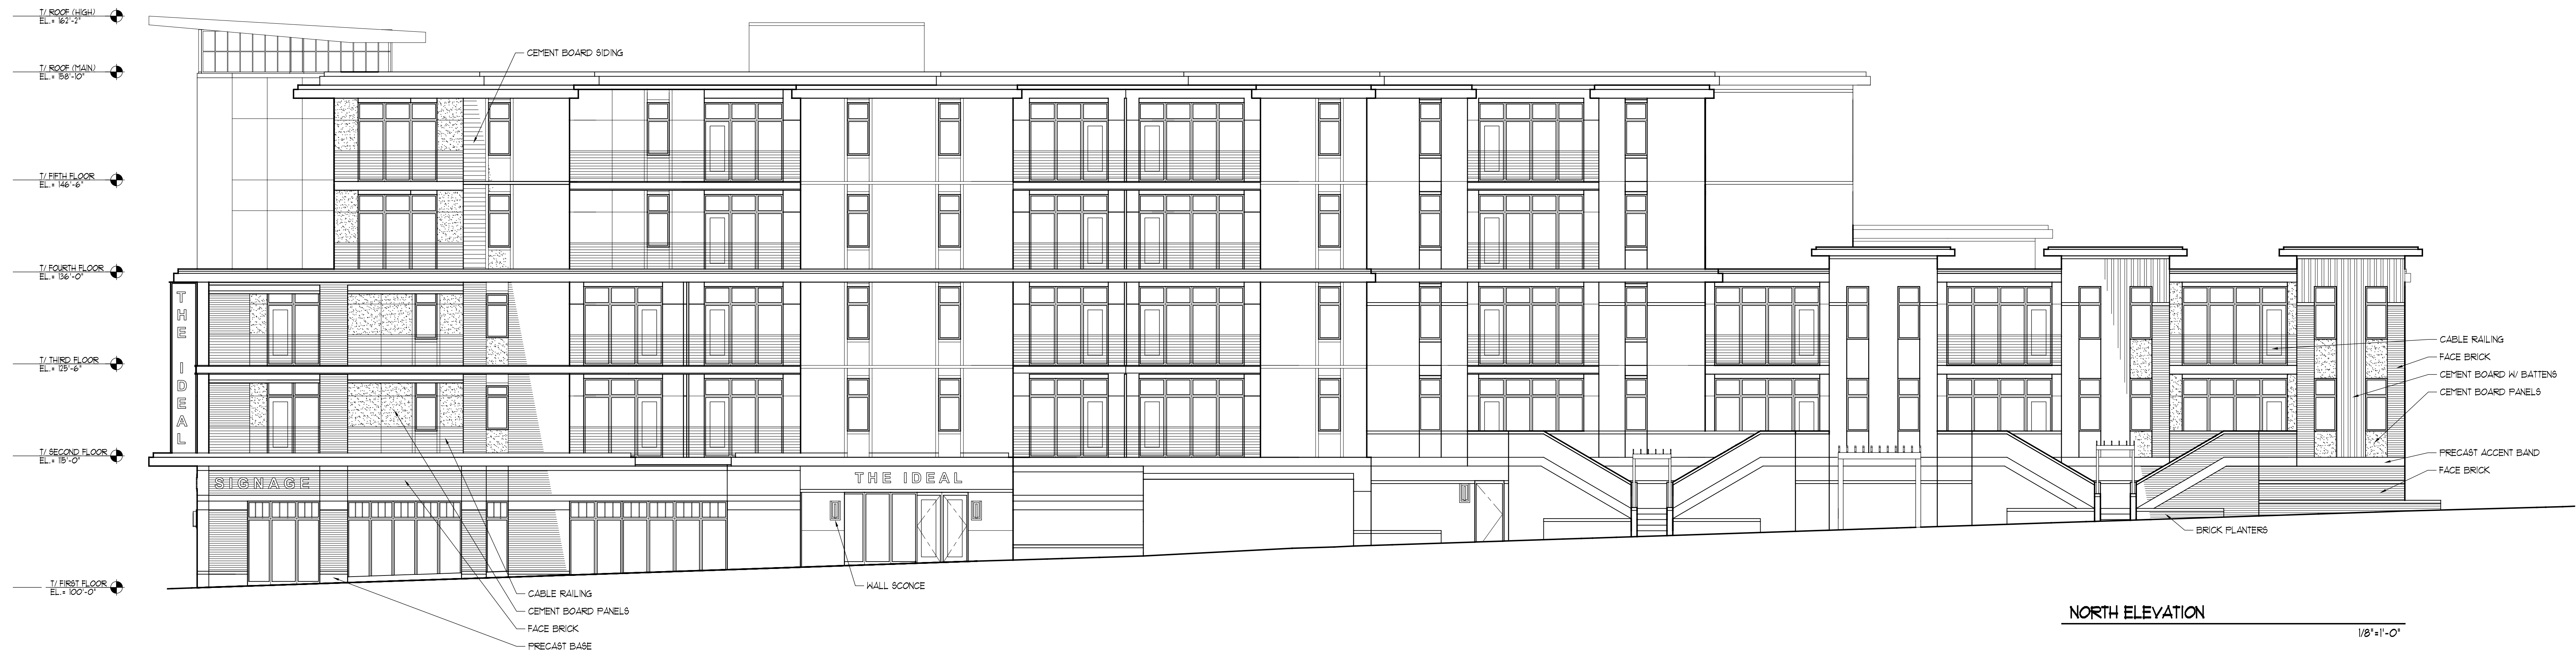 T/ ROOF (HIGH)
EL.= 162'-2"
T/ ROOF (MAIN)
EL.= 158'-10"
T/ FIFTH FLOOR
EL.= 146'-6"
T/ FOURTH FLOOR
EL.= 136'-0"
T/ THIRD FLOOR
EL.= 125'-6"
T/ SECOND FLOOR
EL.= 115'-0"
T/ FIRST FLOOR
EL.= 100'-0"
CEMENT BOARD SIDING
THE IDEAL
SIGNAGE
THE IDEAL
CABLE RAILING
FACE BRICK
CEMENT BOARD W/ BATTENS
CEMENT BOARD PANELS
PRECAST ACCENT BAND
FACE BRICK
BRICK PLANTERS
WALL SCONCE
CABLE RAILING
CEMENT BOARD PANELS
FACE BRICK
PRECAST BASE
NORTH ELEVATION
1/8"=1'-0"